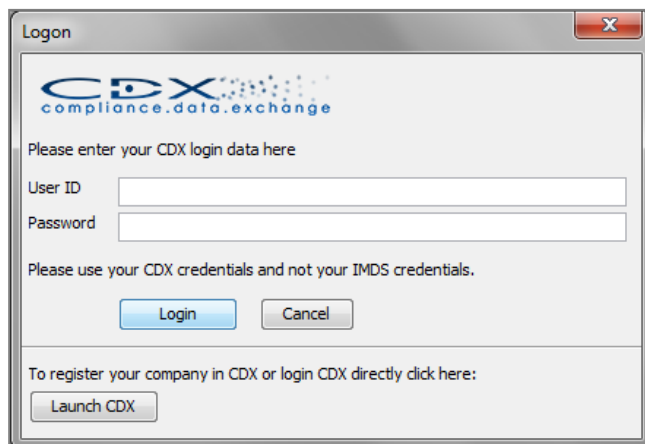 Logon
x
CDX
compliance.data.exchange
Please enter your CDX login data here
User ID
Password
Please use your CDX credentials and not your IMDS credentials.
Login Cancel
To register your company in CDX or login CDX directly click here:
Launch CDX